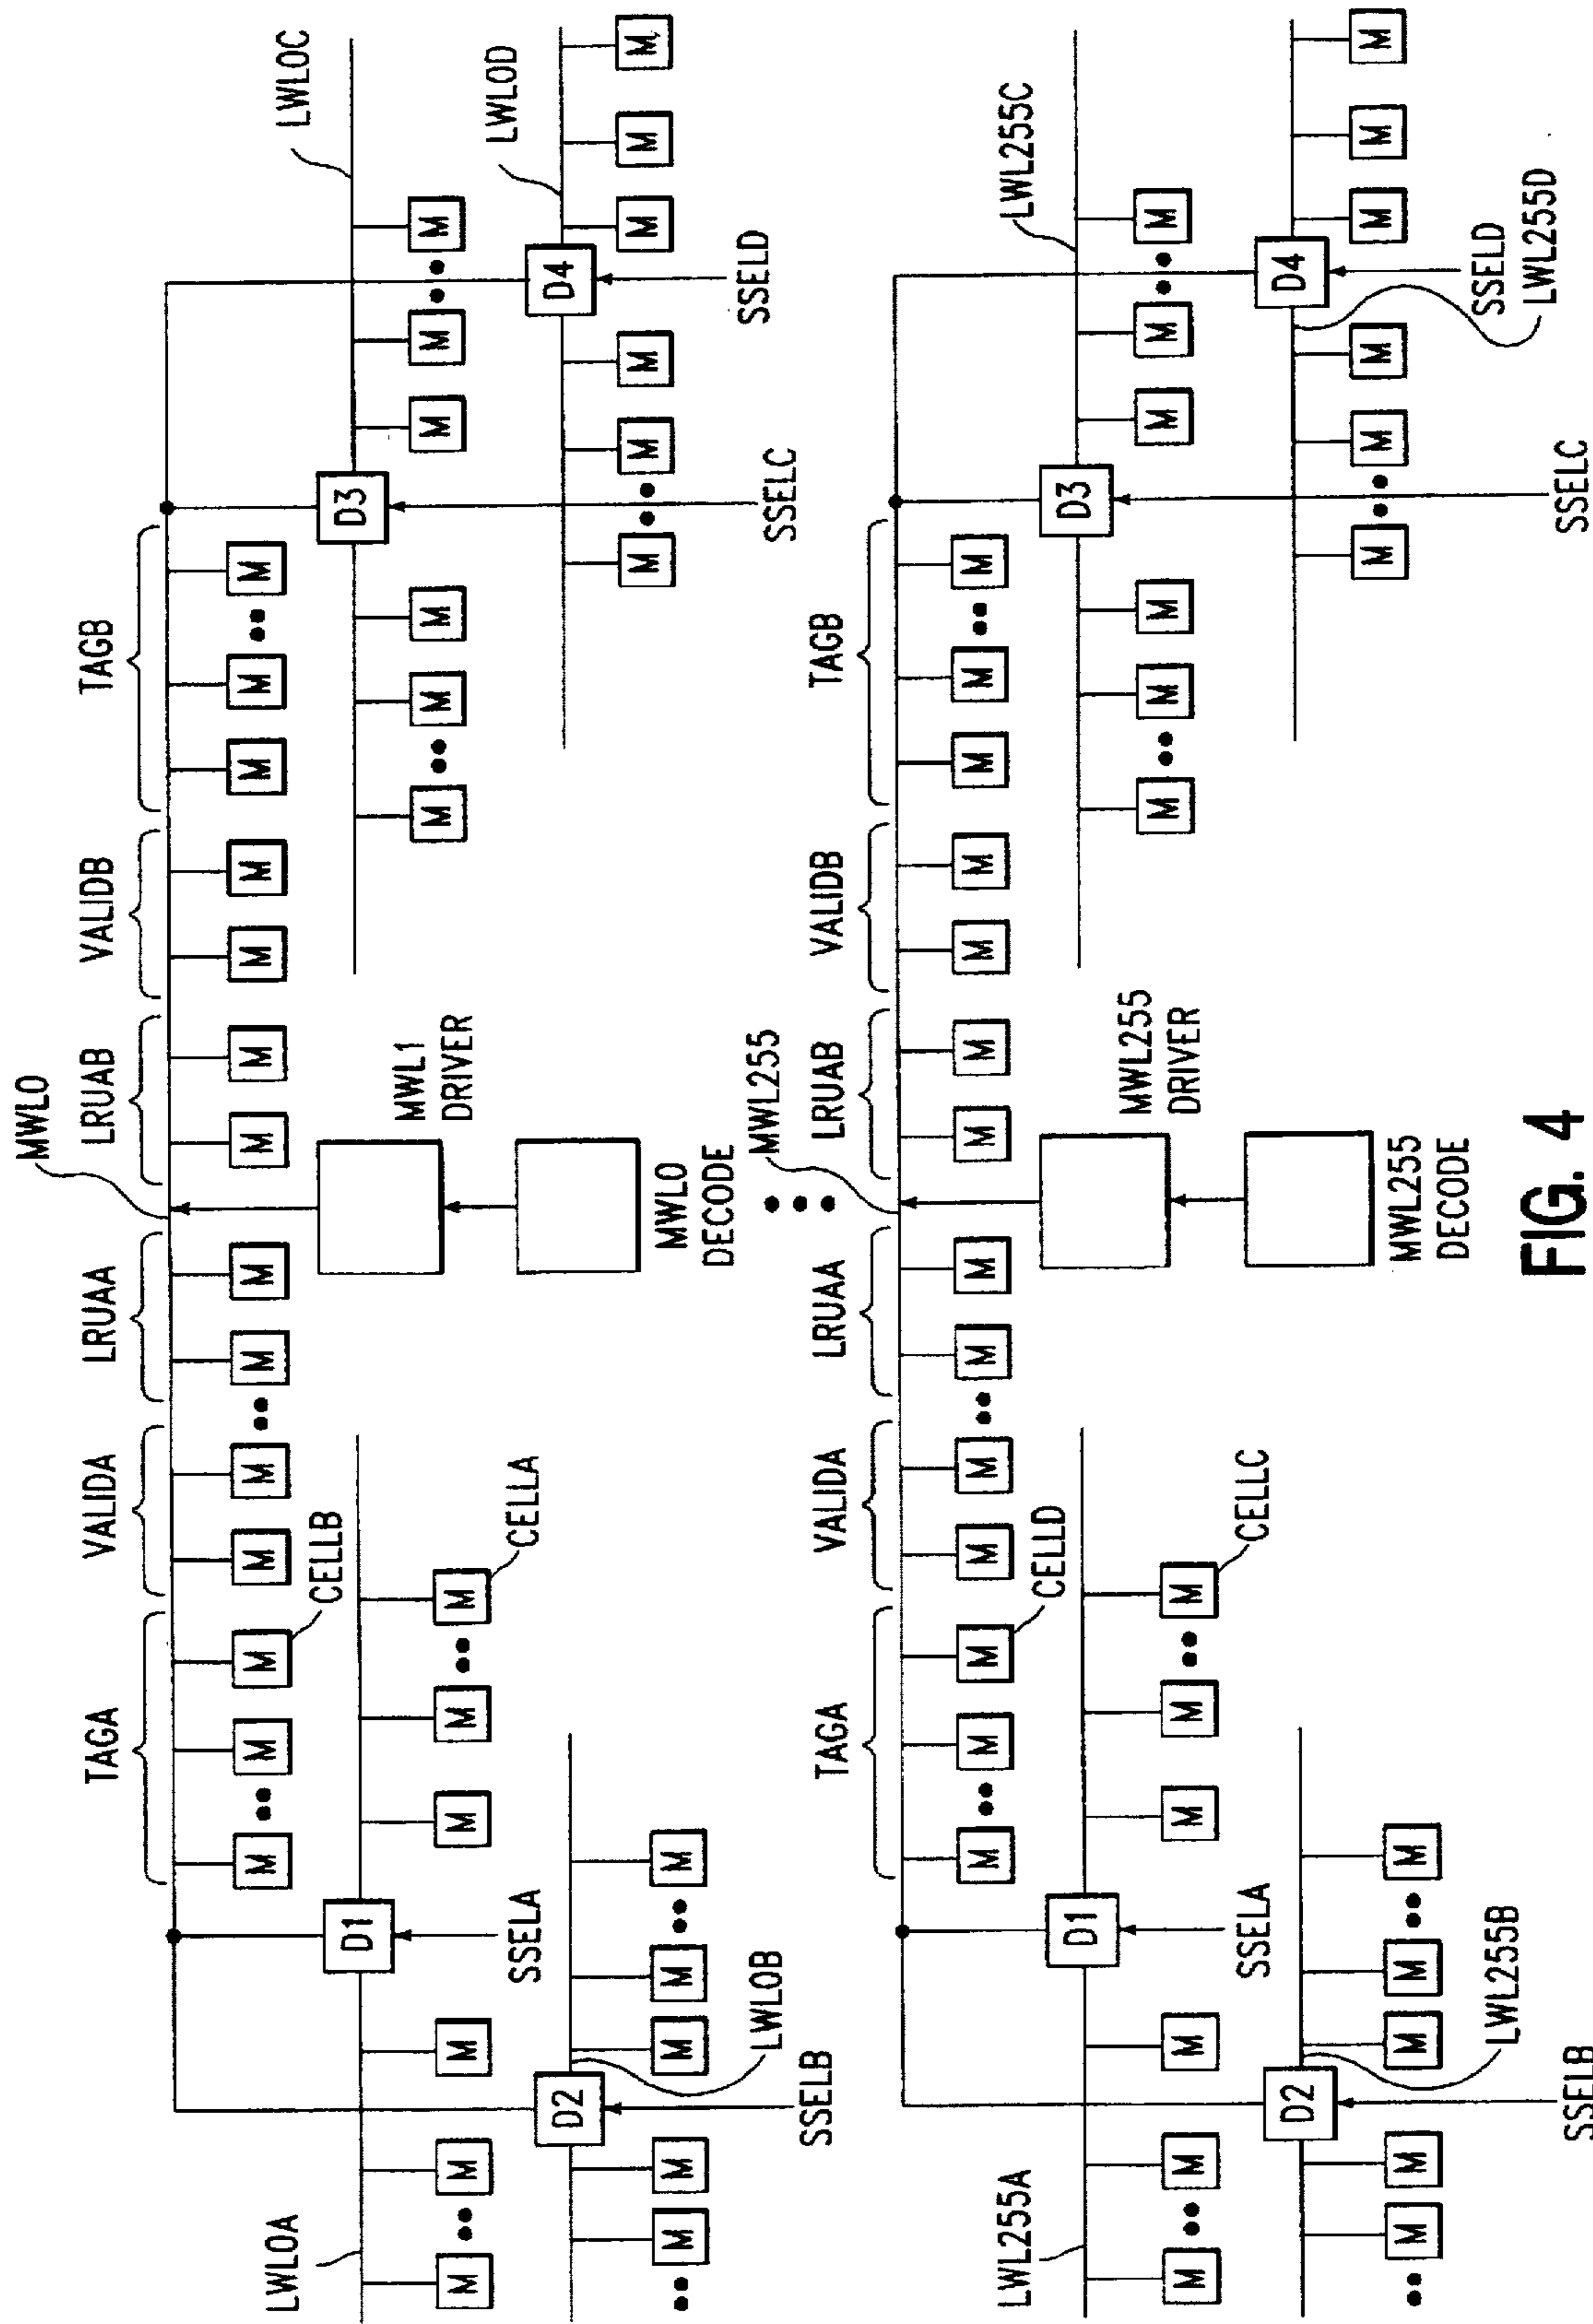 MWL0
TAGA VALIDA LRUAA LRUAB VALIDB TAGB
M M M M M M M M M M M M M M
LWL0A CELLB LWL0C
D1 MWL1 D3
DRIVER
M M M M M M M M M M M M
SSELA CELLA LWL0D
D2 D4
M M M M M M M M M M M
MWL0
DECODE
LWL0B SSELC SSELD
SSELB
MWL255
TAGA VALIDA LRUAA LRUAB VALIDB TAGB
M M M M M M M M M M M M M M
LWL255A CELLD LWL255C
D1 MWL255 D3
DRIVER
M M M M M M M M M M M M
SSELA CELLC
D2 D4
M M M M M M M M M M M
MWL255
DECODE
LWL255B SSELD
LWL255D
SSELB SSELC
FIG. 4